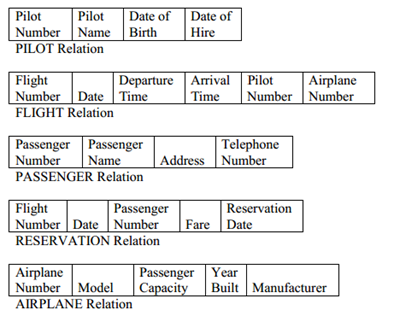 Pilot Number Pilot Name Date of Birth Date of Hire
PILOT Relation
Flight Number Date Departure Time Arrival Time Pilot Number Airplane Number
FLIGHT Relation
Passenger Number Passenger Name Address Telephone Number
PASSENGER Relation
Flight Number Date Passenger Number Fare Reservation Date
RESERVATION Relation
Airplane Number Model Passenger Capacity Year Built Manufacturer
AIRPLANE Relation